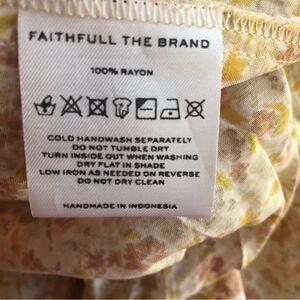 FAITHFULL THE BRAND
100% RAYON
COLD HANDWASH SEPARATELY
DO NOT TUMBLE DRY
TURN INSIDE OUT WHEN WASHING
DRY FLAT IN SHADE
LOW IRON AS NEEDED ON REVERSE
DO NOT DRY CLEAN
HANDMADE IN INDONESIA